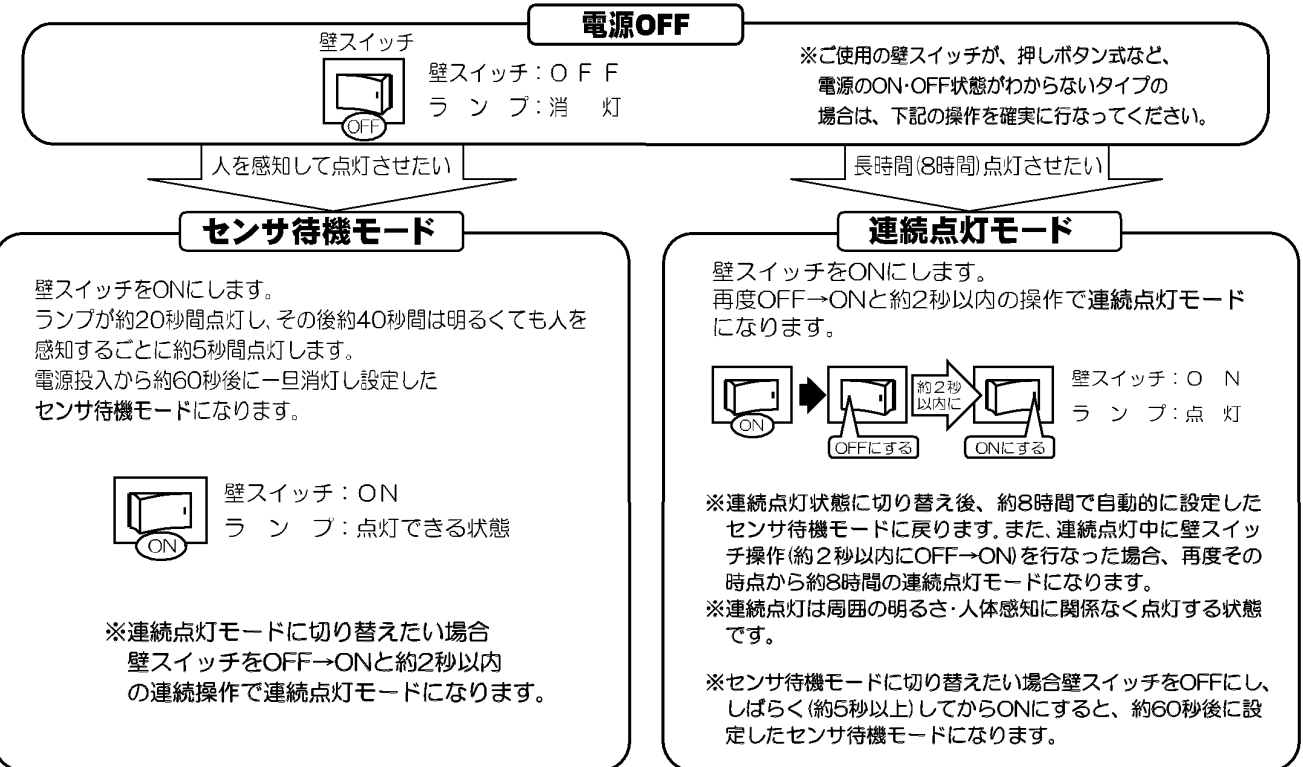 電源OFF
壁スイッチ
OFF
壁スイッチ：ＯＦＦ
ランプ：消灯
※ご使用の壁スイッチが、押しボタン式など、
電源のON・OFF状態がわからないタイプの
場合は、下記の操作を確実に行なってください。
人を感知して点灯させたい
長時間(8時間)点灯させたい
センサ待機モード
壁スイッチをONにします。
ランプが約20秒間点灯し、その後約40秒間は明るくても人を
感知するごとに約5秒間点灯します。
電源投入から約60秒後に一旦消灯し設定した
センサ待機モードになります。
ON
壁スイッチ：ON
ランプ：点灯できる状態
※連続点灯モードに切り替えたい場合
壁スイッチをOFF→ONと約2秒以内
の連続操作で連続点灯モードになります。
連続点灯モード
壁スイッチをONにします。
再度OFF→ONと約2秒以内の操作で連続点灯モード
になります。
ON
OFFにする
約２秒
以内に
ONにする
壁スイッチ：ＯＮ
ランプ：点灯
※連続点灯状態に切り替え後、約8時間で自動的に設定した
センサ待機モードに戻ります。また、連続点灯中に壁スイッ
チ操作(約２秒以内にOFF→ON)を行なった場合、再度その
時点から約8時間の連続点灯モードになります。
※連続点灯は周囲の明るさ・人体感知に関係なく点灯する状態
です。
※センサ待機モードに切り替えたい場合壁スイッチをOFFにし、
しばらく(約5秒以上)してからONにすると、約60秒後に設
定したセンサ待機モードになります。